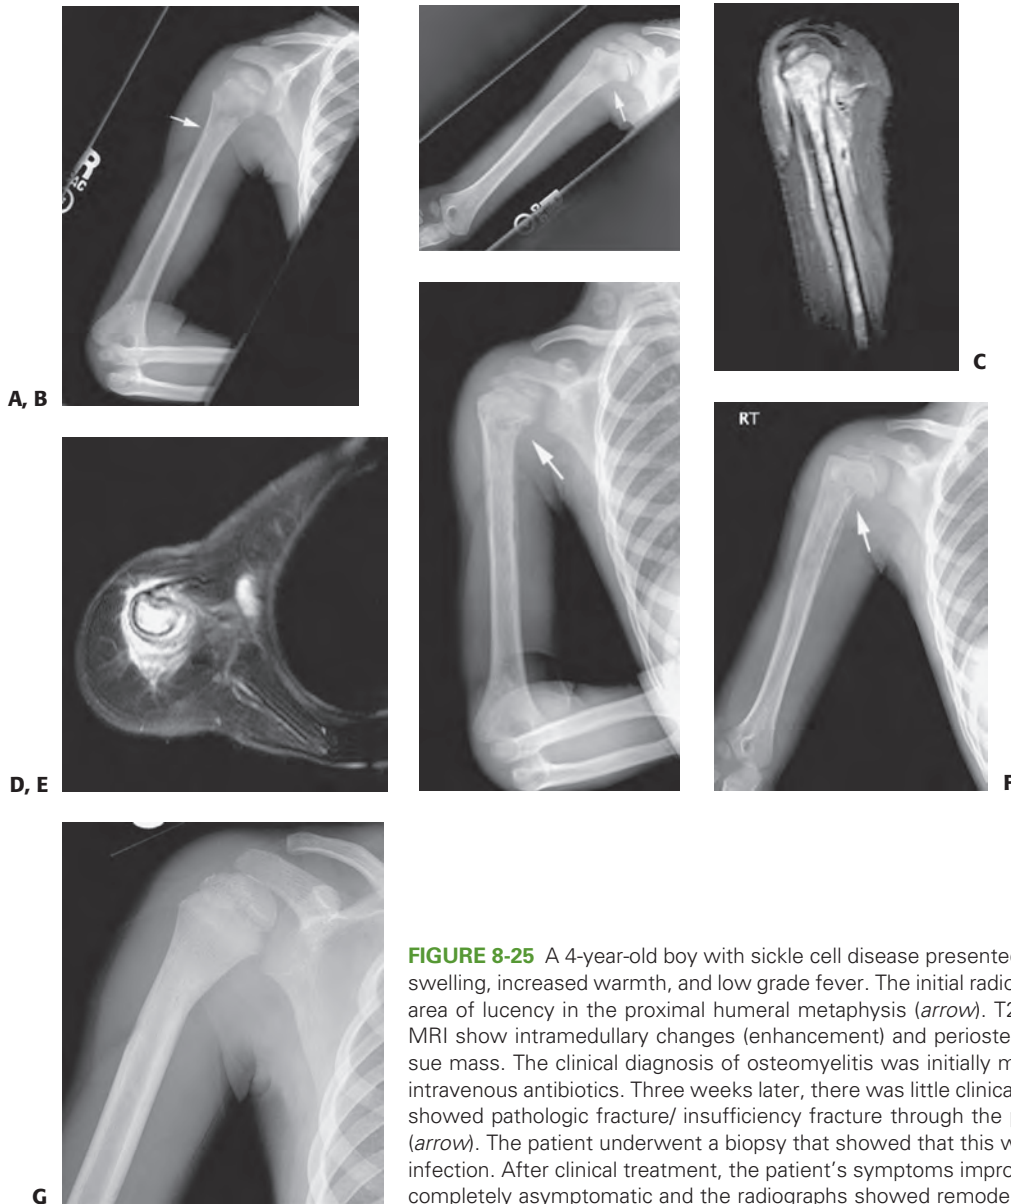 R
RT
A, B
C
D, E
F
G
FIGURE 8-25 A 4-year-old boy with sickle cell disease presented
swelling, increased warmth, and low grade fever. The initial radio
area of lucency in the proximal humeral metaphysis (arrow). T2
MRI show intramedullary changes (enhancement) and perioste
sue mass. The clinical diagnosis of osteomyelitis was initially m
intravenous antibiotics. Three weeks later, there was little clinical
showed pathologic fracture/ insufficiency fracture through the p
(arrow). The patient underwent a biopsy that showed that this w
infection. After clinical treatment, the patient's symptoms impro
completely asymptomatic and the radiographs showed remode